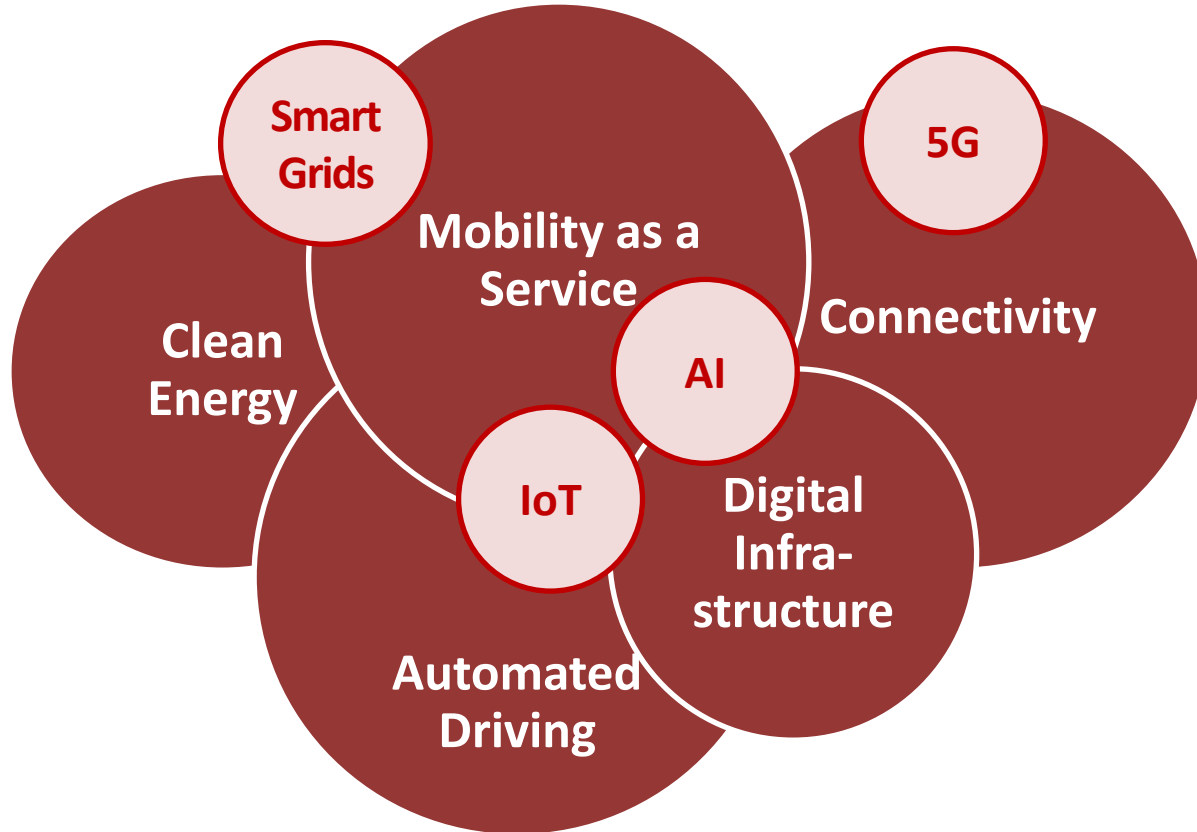 Smart
Grids
5G
Mobility as a
Service
Connectivity
Clean
Energy
AI
IoT
Digital
Infra-
structure
Automated
Driving